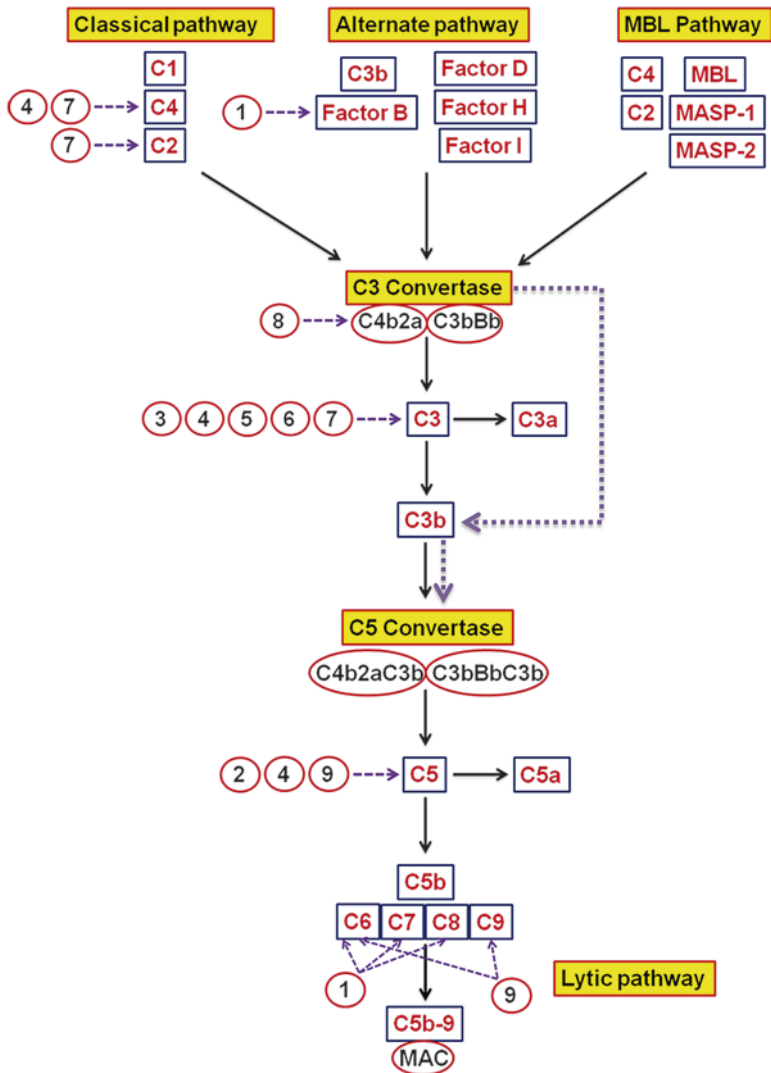 Classical pathway
Alternate pathway
MBL Pathway
C1
4 7 C4
7 C2
C3b
1 Factor B
Factor D
Factor H
Factor I
C4
C2
MBL
MASP-1
MASP-2
C3 Convertase
8 C4b2a C3bBb
3 4 5 6 7 C3 C3a
C3b
C5 Convertase
C4b2aC3b C3bBbC3b
2 4 9 C5 C5a
C5b
C6 C7 C8 C9
1 9
Lytic pathway
C5b-9
MAC